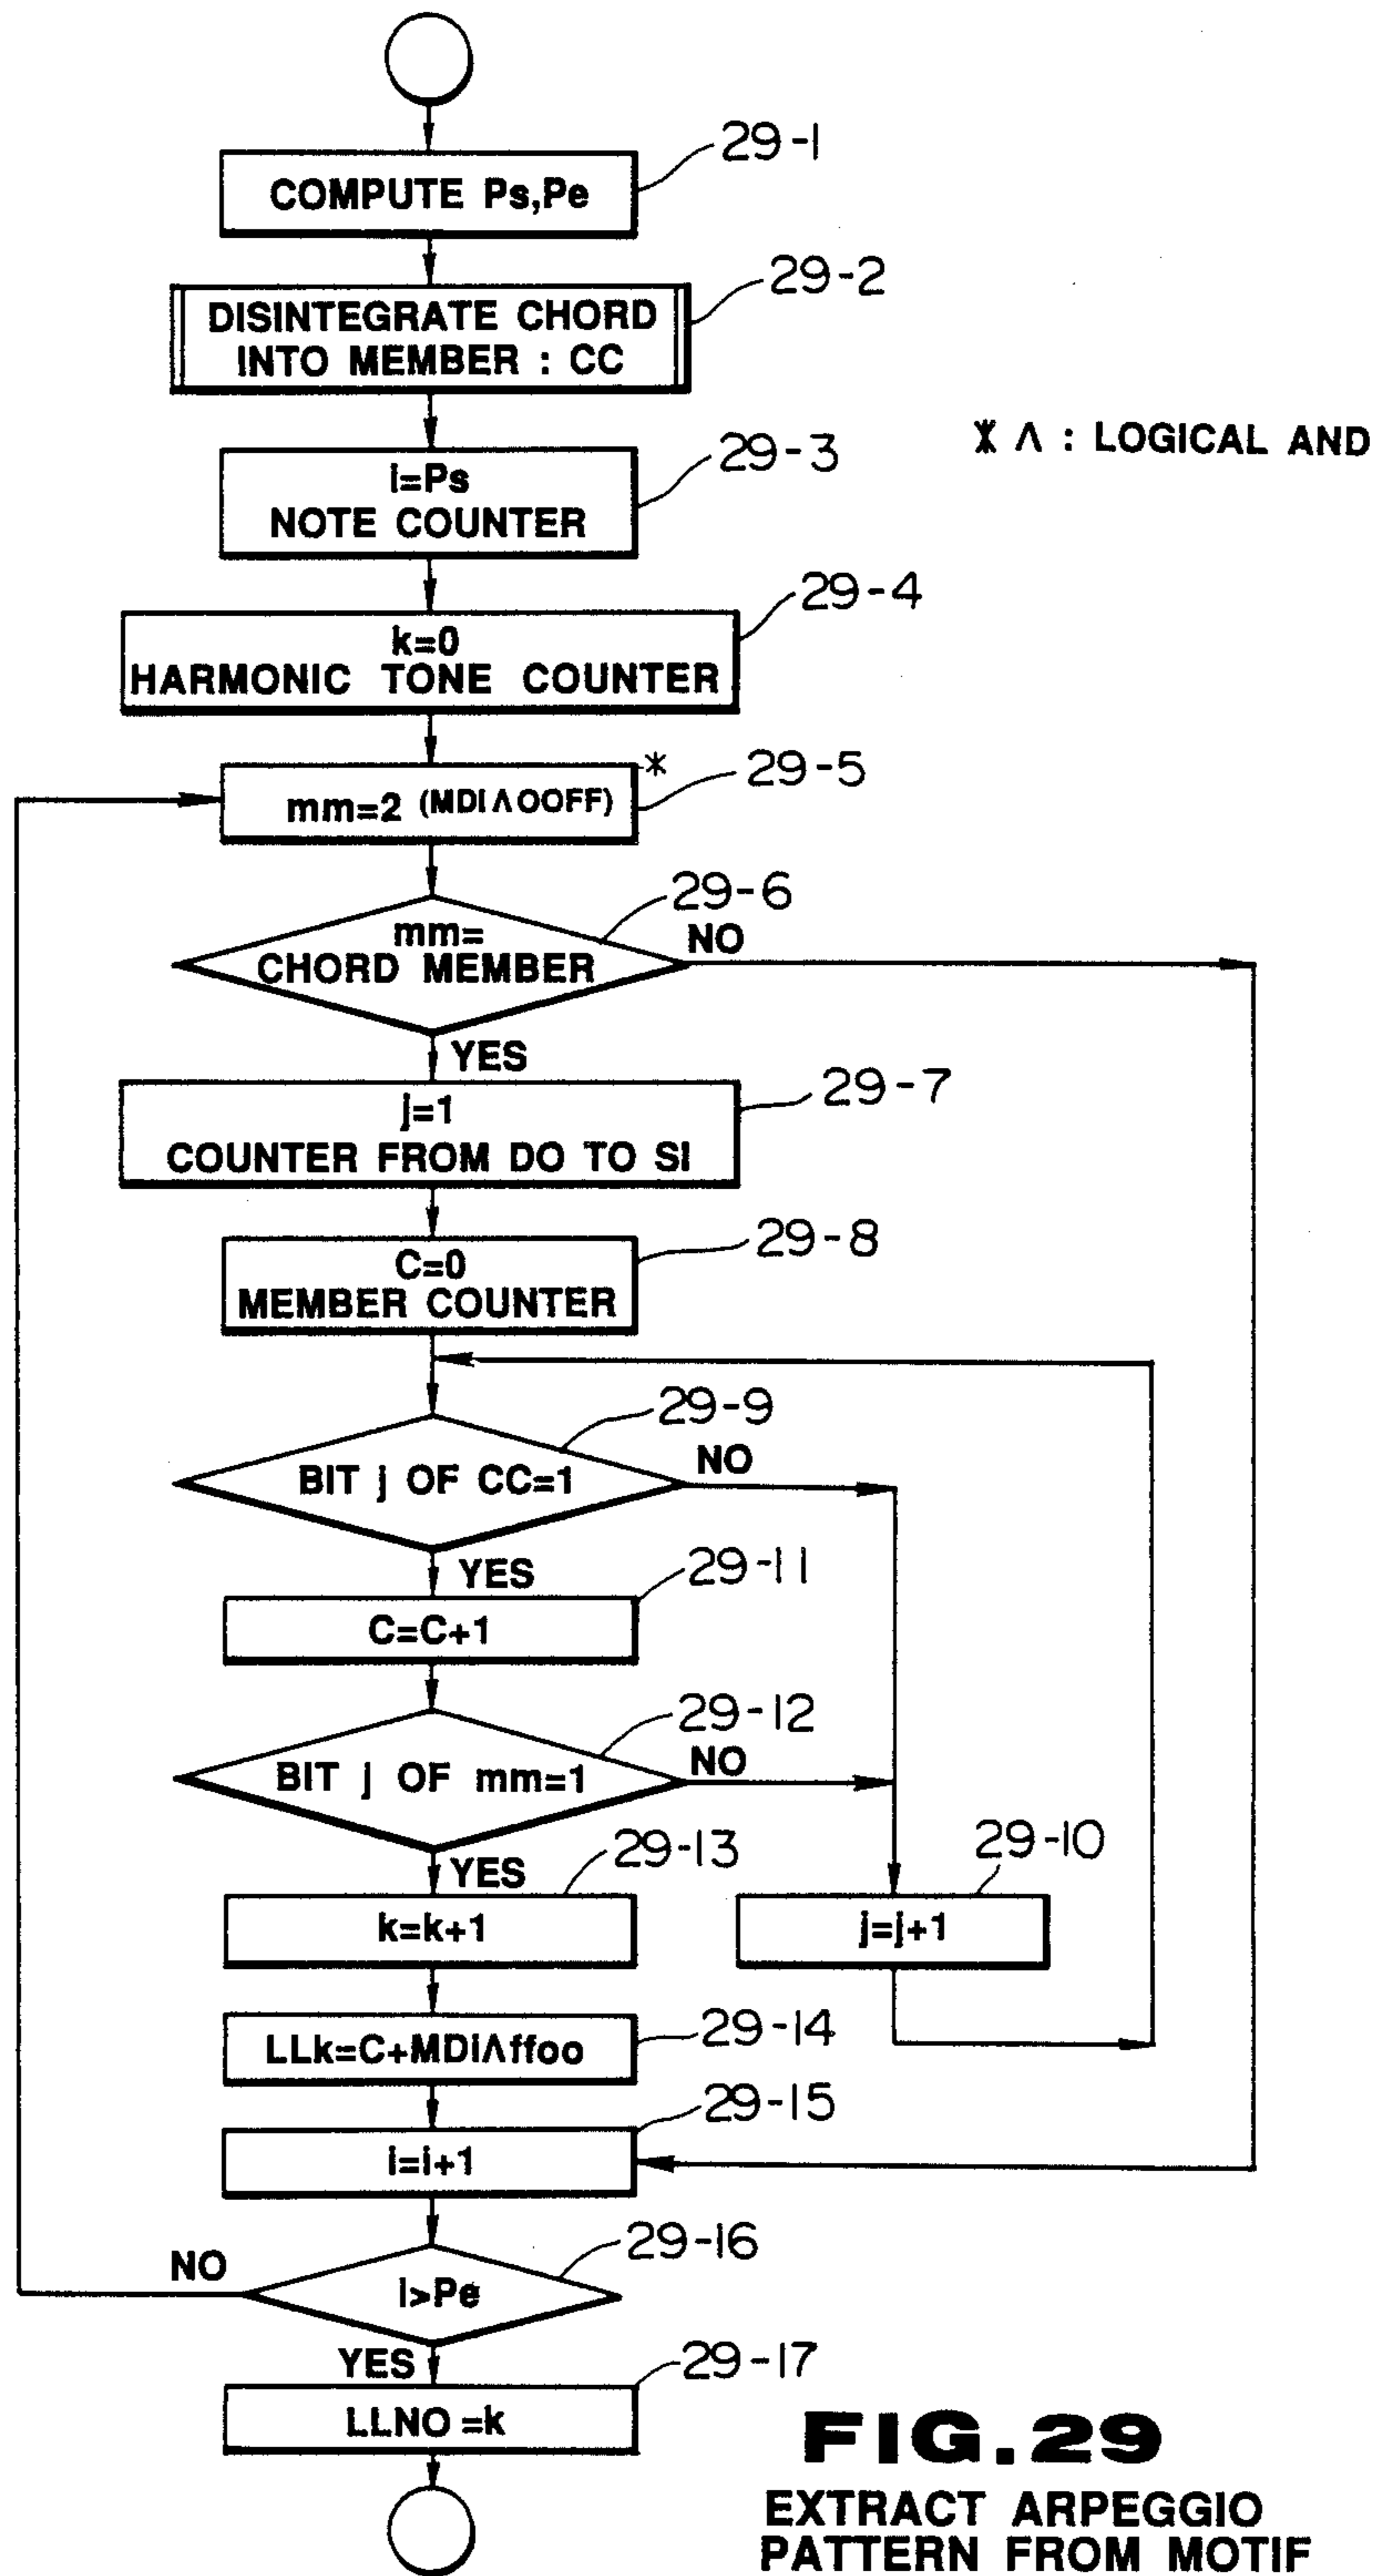 29-1
COMPUTE Ps,Pe
29-2
DISINTEGRATE CHORD
INTO MEMBER : CC
* Λ : LOGICAL AND
29-3
i=Ps
NOTE COUNTER
29-4
k=0
HARMONIC TONE COUNTER
*
29-5
mm=2 (MDIΛOOFF)
29-6
mm=
CHORD MEMBER
NO
YES
29-7
j=1
COUNTER FROM DO TO SI
29-8
C=0
MEMBER COUNTER
29-9
BIT j OF CC=1
NO
YES
29-11
C=C+1
29-12
BIT j OF mm=1
NO
YES
29-13
k=k+1
29-10
j=j+1
29-14
LLk=C+MDiΛffoo
29-15
i=i+1
29-16
i>Pe
NO
YES
29-17
LLNO =k
FIG.29
EXTRACT ARPEGGIO
PATTERN FROM MOTIF